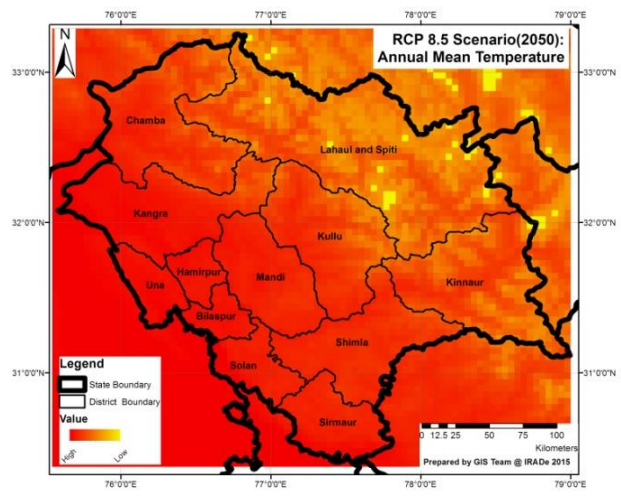 76°0'0"E 77°0'0"E 78°0'0"E 79°0'0"E
N
RCP 8.5 Scenario(2050):
Annual Mean Temperature
33°0'0"N
33°0'0"N
Chamba
Lahaul and Spiti
32°0'0"N
32°0'0"N
Kangra
Kullu
Kinnaur
Hamirpur
Mandi
Una
Bilaspur
Shimla
Solan
Sirmaur
31°0'0"N
31°0'0"N
Legend
State Boundary
District Boundary
Value
High
Low
0 12.5 25 50 75 100
Kilometers
Prepared by GIS Team @ IRADe 2015
76°0'0"E 77°0'0"E 78°0'0"E 79°0'0"E